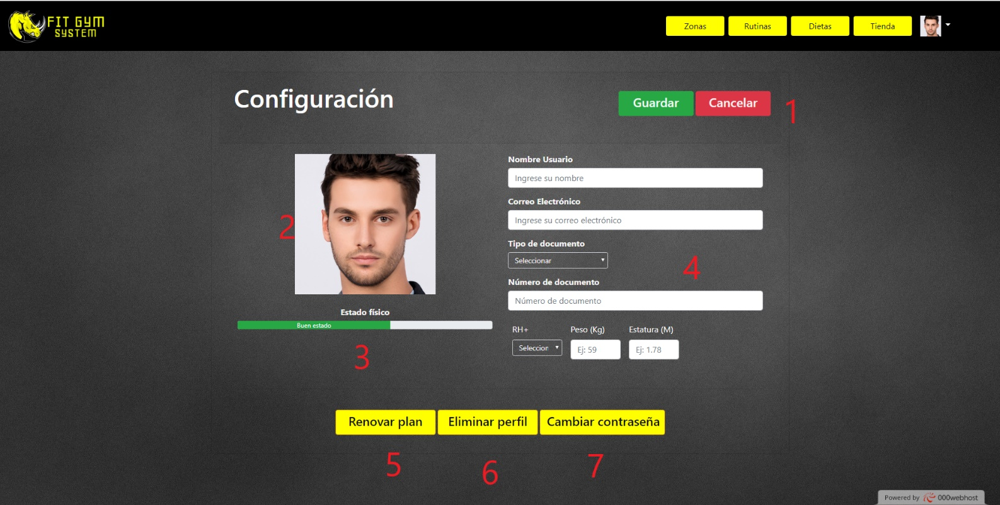 FIT GYM
SYSTEM
Zonas
Rutinas
Dietas
Tienda
Configuración
Guardar
Cancelar
1
2
Estado físico
Buen estado
3
Nombre Usuario
Ingrese su nombre
Correo Electrónico
Ingrese su correo electrónico
Tipo de documento
Seleccionar
4
Número de documento
Número de documento
RH+ Peso (Kg) Estatura (M)
Seleccion Ej: 59 Ej: 1.78
Renovar plan
Eliminar perfil
Cambiar contraseña
5
6
7
Powered by 000webhost